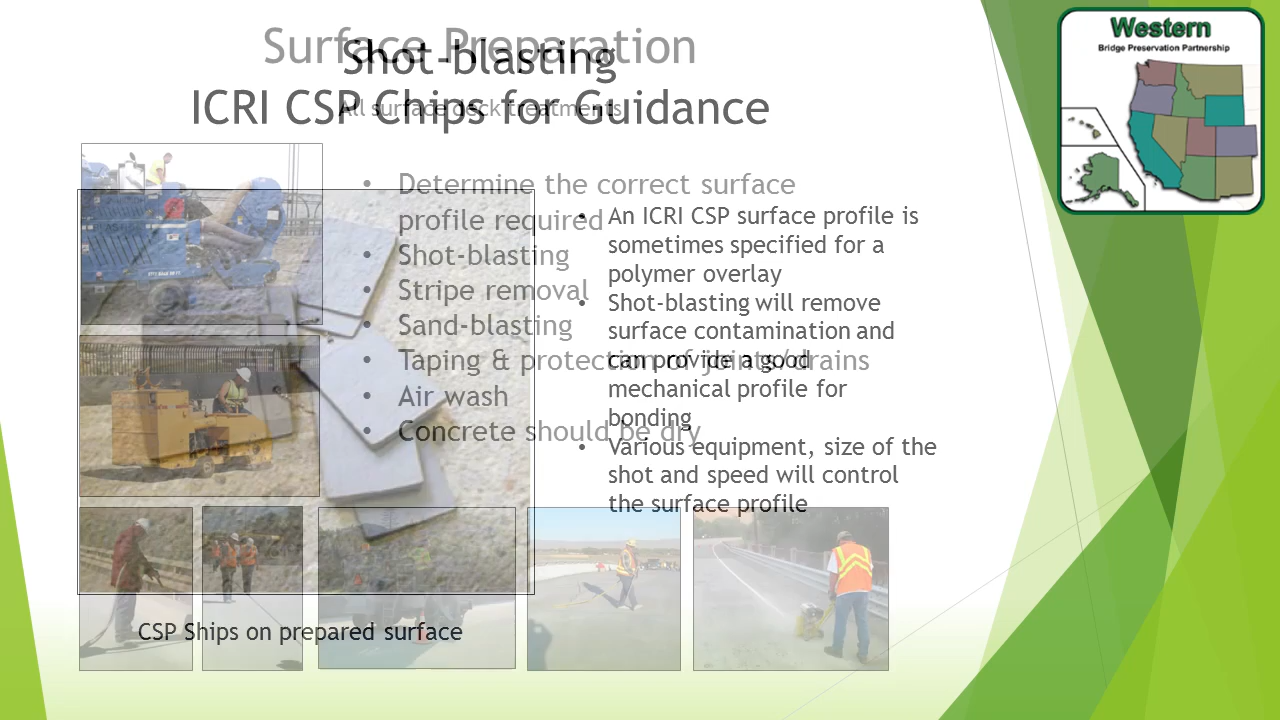 Surface Preparation
All surface deck treatments
• Determine the correct surface
profile required
• Shot-blasting
• Stripe removal
• Sand-blasting
• Taping & protection of joints/drains
• Air wash
• Concrete should be dry
Shot-blasting
ICRI CSP Chips for Guidance
• An ICRI CSP surface profile is
sometimes specified for a
polymer overlay
• Shot-blasting will remove
surface contamination and
can provide a good
mechanical profile for
bonding
• Various equipment, size of the
shot and speed will control
the surface profile
CSP Ships on prepared surface
Western
Bridge Preservation Partnership